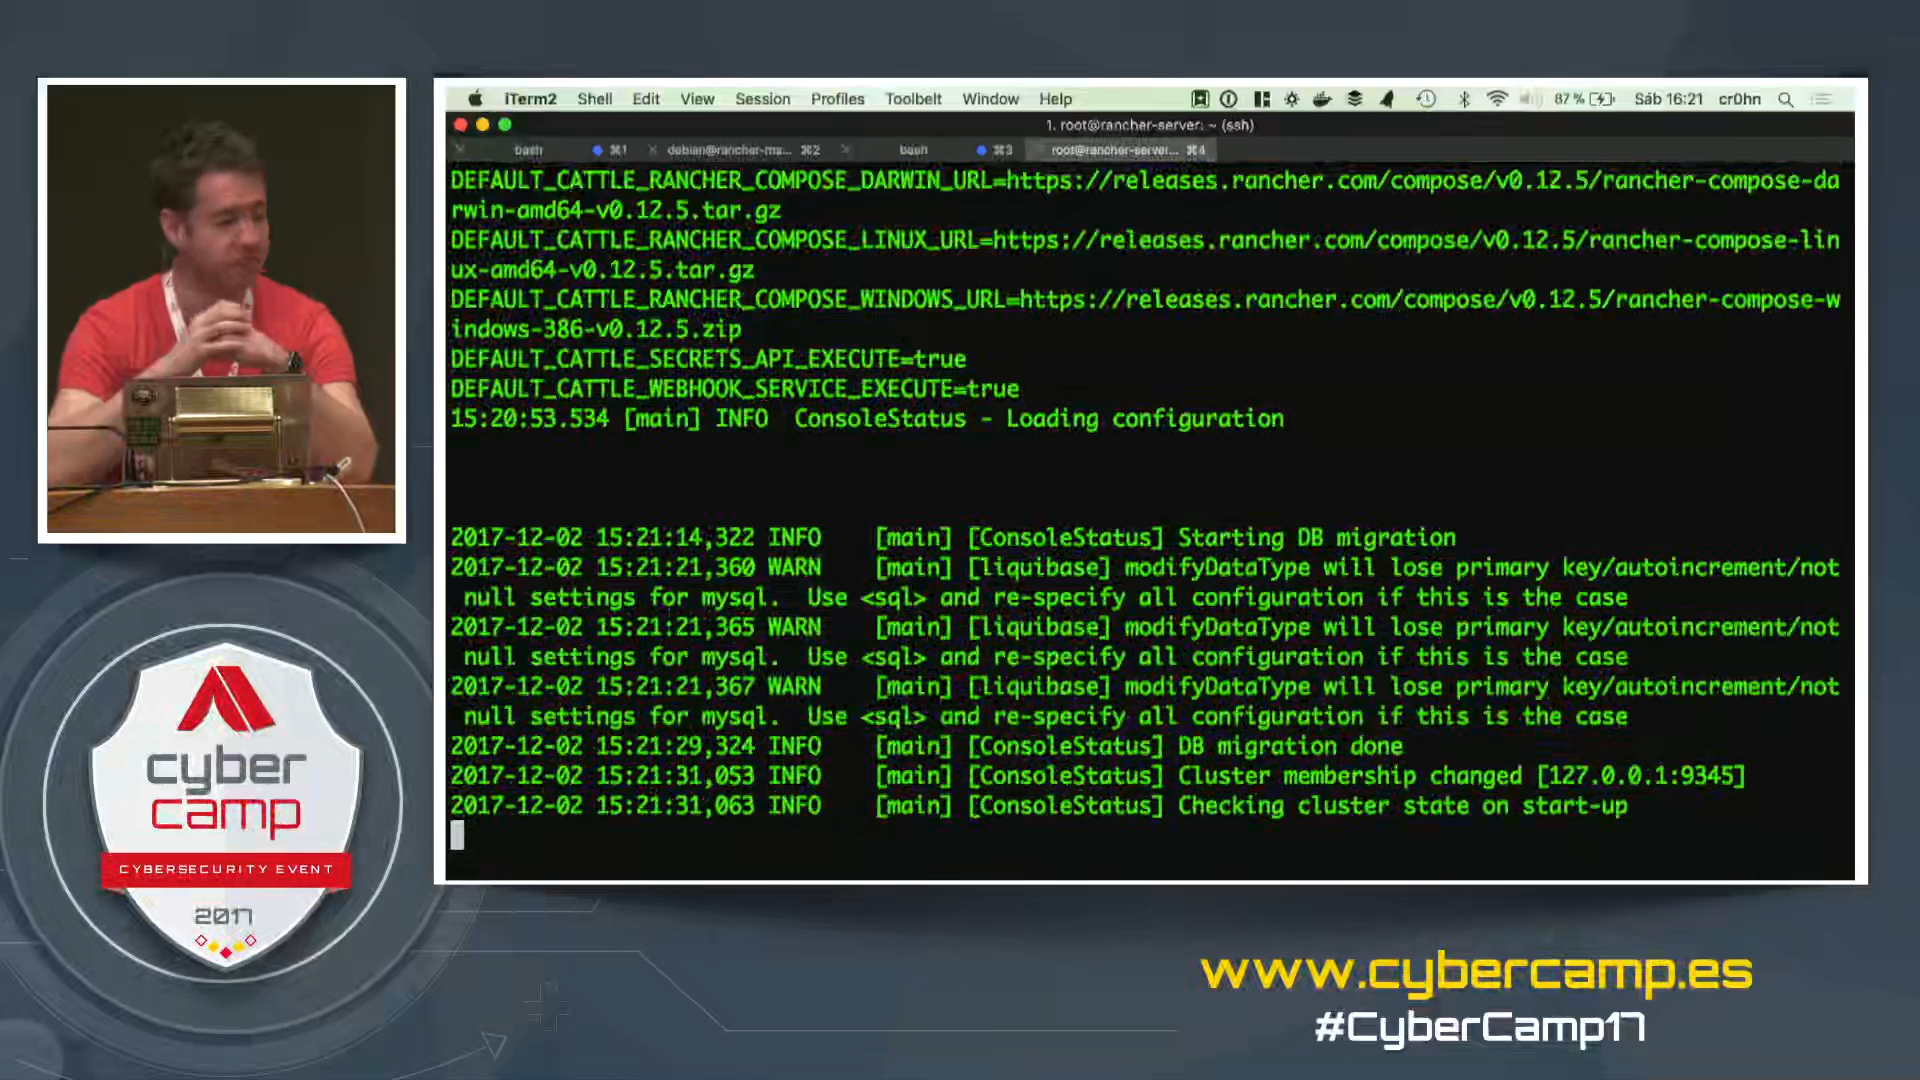 iTerm2 Shell Edit View Session Profiles Toolbelt Window Help 87% Sáb 16:21 cr0hn
1. root@rancher-server: ~ (ssh)
bash ⌘1 debian@rancher-ma... ⌘2 bash ⌘3 root@rancher-server... ⌘4
DEFAULT_CATTLE_RANCHER_COMPOSE_DARWIN_URL=https://releases.rancher.com/compose/v0.12.5/rancher-compose-da
rwin-amd64-v0.12.5.tar.gz
DEFAULT_CATTLE_RANCHER_COMPOSE_LINUX_URL=https://releases.rancher.com/compose/v0.12.5/rancher-compose-lin
ux-amd64-v0.12.5.tar.gz
DEFAULT_CATTLE_RANCHER_COMPOSE_WINDOWS_URL=https://releases.rancher.com/compose/v0.12.5/rancher-compose-w
indows-386-v0.12.5.zip
DEFAULT_CATTLE_SECRETS_API_EXECUTE=true
DEFAULT_CATTLE_WEBHOOK_SERVICE_EXECUTE=true
15:20:53.534 [main] INFO  ConsoleStatus - Loading configuration
2017-12-02 15:21:14,322 INFO    [main] [ConsoleStatus] Starting DB migration
2017-12-02 15:21:21,360 WARN    [main] [liquibase] modifyDataType will lose primary key/autoincrement/not
null settings for mysql.  Use <sql> and re-specify all configuration if this is the case
2017-12-02 15:21:21,365 WARN    [main] [liquibase] modifyDataType will lose primary key/autoincrement/not
null settings for mysql.  Use <sql> and re-specify all configuration if this is the case
2017-12-02 15:21:21,367 WARN    [main] [liquibase] modifyDataType will lose primary key/autoincrement/not
null settings for mysql.  Use <sql> and re-specify all configuration if this is the case
2017-12-02 15:21:29,324 INFO    [main] [ConsoleStatus] DB migration done
2017-12-02 15:21:31,053 INFO    [main] [ConsoleStatus] Cluster membership changed [127.0.0.1:9345]
2017-12-02 15:21:31,063 INFO    [main] [ConsoleStatus] Checking cluster state on start-up
cyber
camp
CYBERSECURITY EVENT
2017
www.cybercamp.es
#CyberCamp17